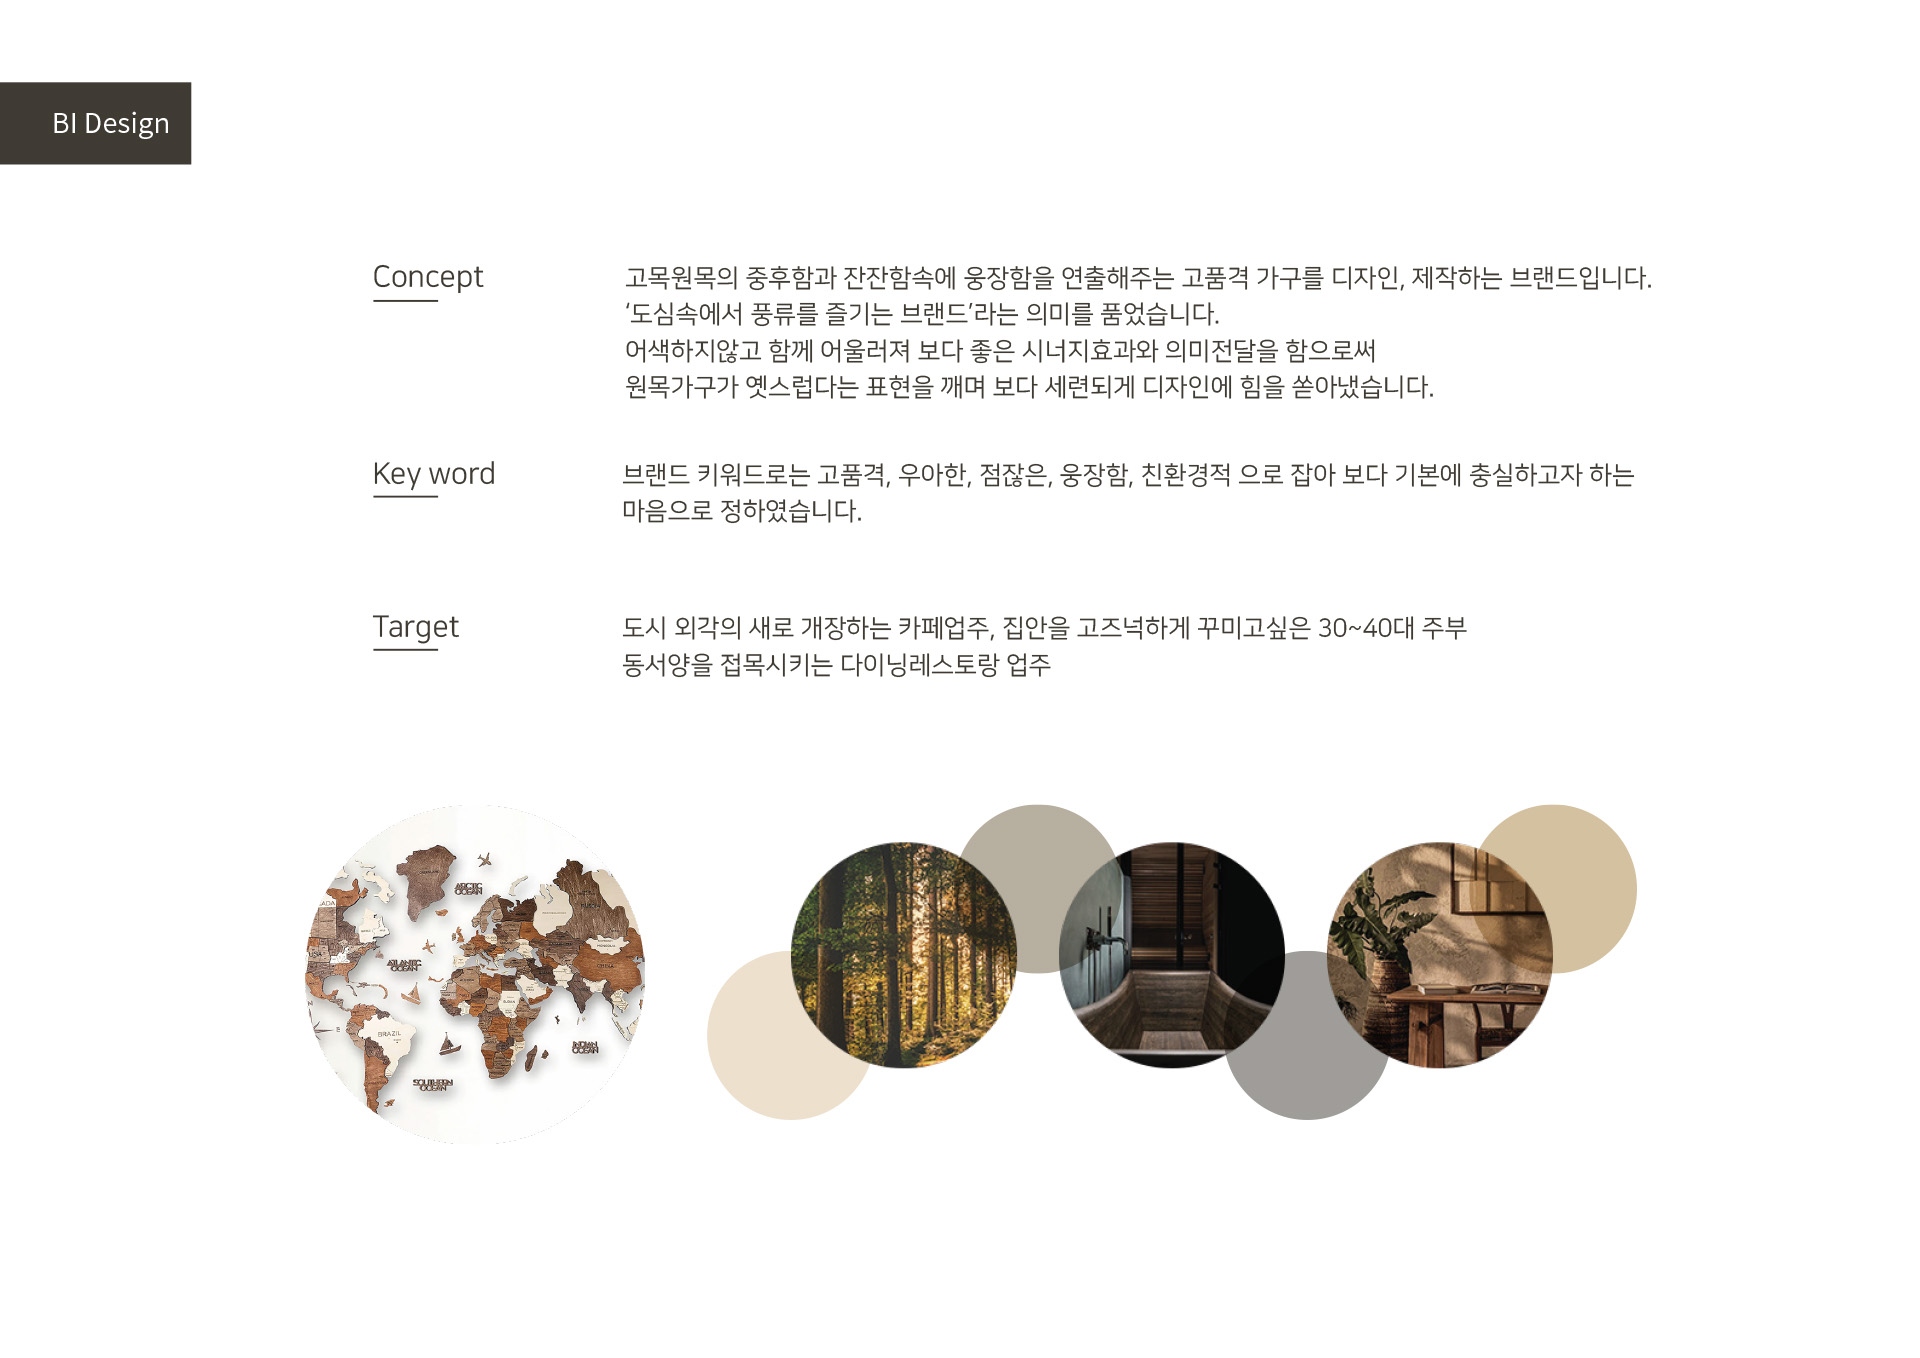 BI Design
Concept
고목원목의 중후함과 잔잔함속에 웅장함을 연출해주는 고품격 가구를 디자인, 제작하는 브랜드입니다.
‘도심속에서 풍류를 즐기는 브랜드’라는 의미를 품었습니다.
어색하지않고 함께 어울러져 보다 좋은 시너지효과와 의미전달을 함으로써
원목가구가 옛스럽다는 표현을 깨며 보다 세련되게 디자인에 힘을 쏟아냈습니다.
Key word
브랜드 키워드로는 고품격, 우아한, 점잖은, 웅장함, 친환경적 으로 잡아 보다 기본에 충실하고자 하는
마음으로 정하였습니다.
Target
도시 외각의 새로 개장하는 카페업주, 집안을 고즈넉하게 꾸미고싶은 30~40대 주부
동서양을 접목시키는 다이닝레스토랑 업주
ARCTIC
OCEAN
ATLANTIC
OCEAN
BRAZIL
INDIAN
OCEAN
SOUTHERN
OCEAN